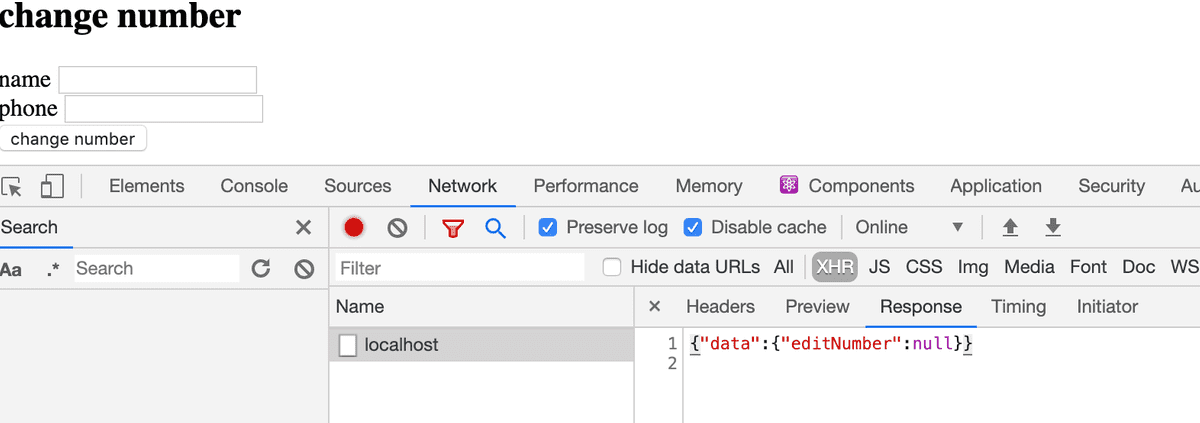 change number
name
phone
change number
Elements Console Sources Network Performance Memory Components Application Security Au
Search Preserve log Disable cache Online
Aa .* Search Filter Hide data URLs All XHR JS CSS Img Media Font Doc WS
Name Headers Preview Response Timing Initiator
localhost 1 {"data":{"editNumber":null}}
2